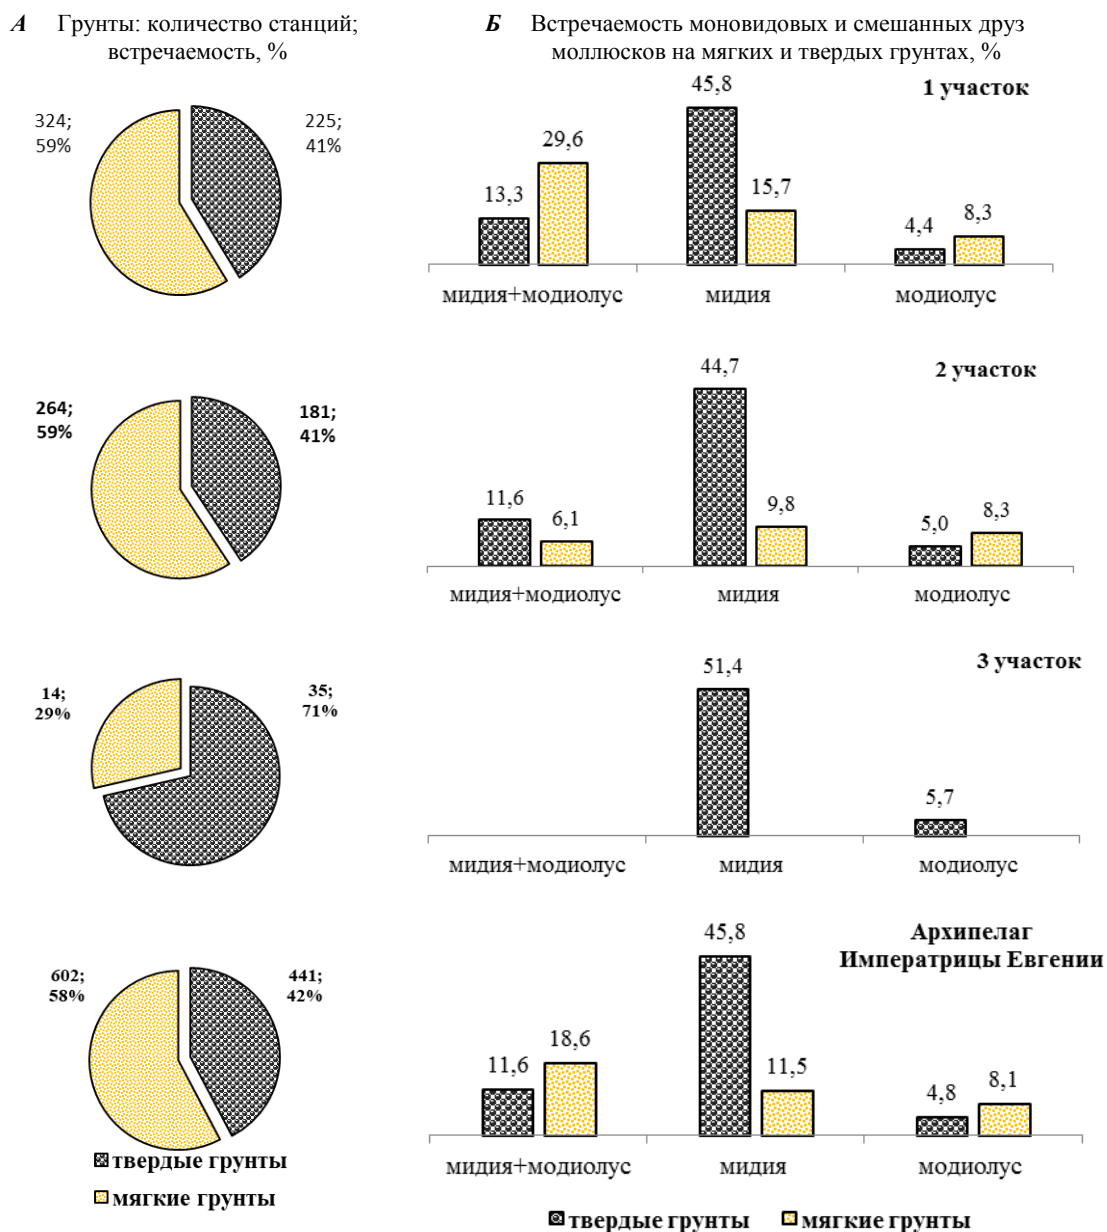 А Грунты: количество станций;
встречаемость, %
Б Встречаемость моновидовых и смешанных друз
моллюсков на мягких и твердых грунтах, %
324;
59%
225;
41%
1 участок
13,3
29,6
45,8
15,7
4,4
8,3
мидия+модиолус
мидия
модиолус
264;
59%
181;
41%
2 участок
11,6
6,1
44,7
9,8
5,0
8,3
мидия+модиолус
мидия
модиолус
14;
29%
35;
71%
3 участок
51,4
5,7
мидия+модиолус
мидия
модиолус
602;
58%
441;
42%
Архипелаг
Императрицы Евгении
11,6
18,6
45,8
11,5
4,8
8,1
мидия+модиолус
мидия
модиолус
твердые грунты
мягкие грунты
твердые грунты
мягкие грунты